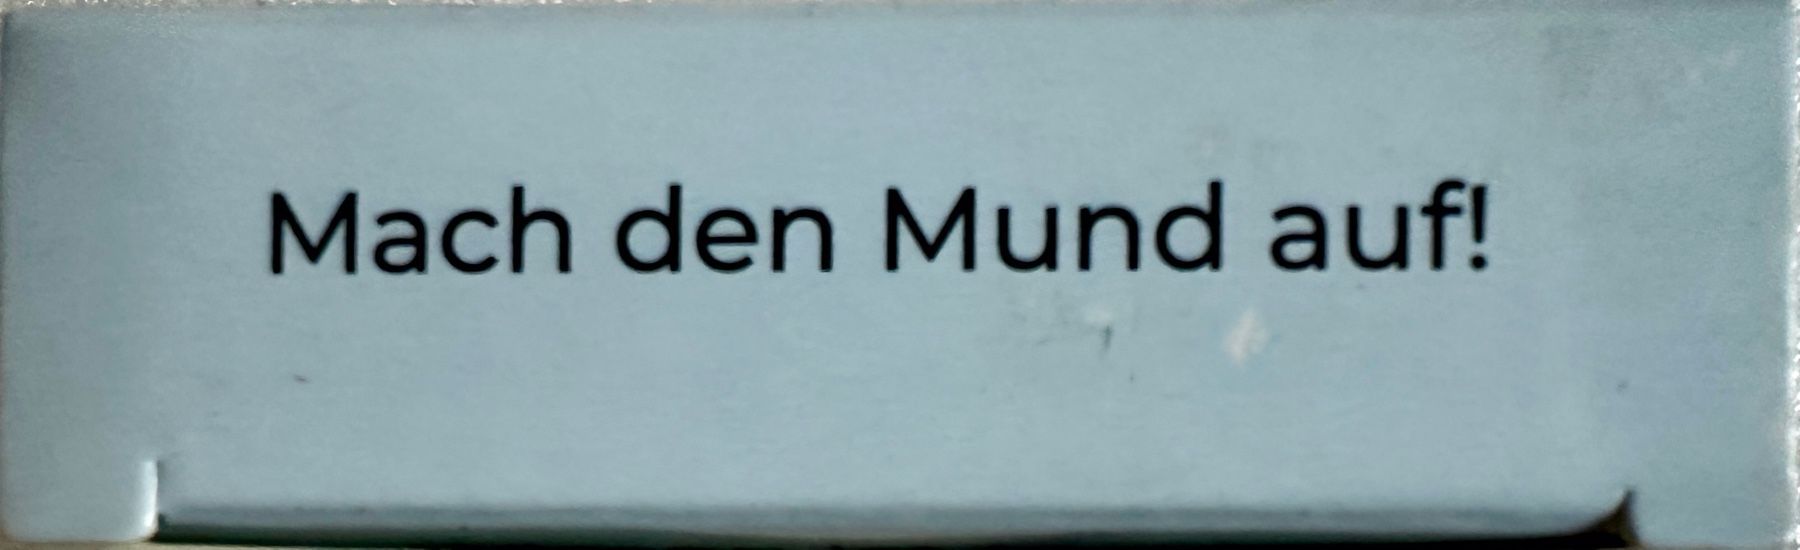 Mach den Mund auf!